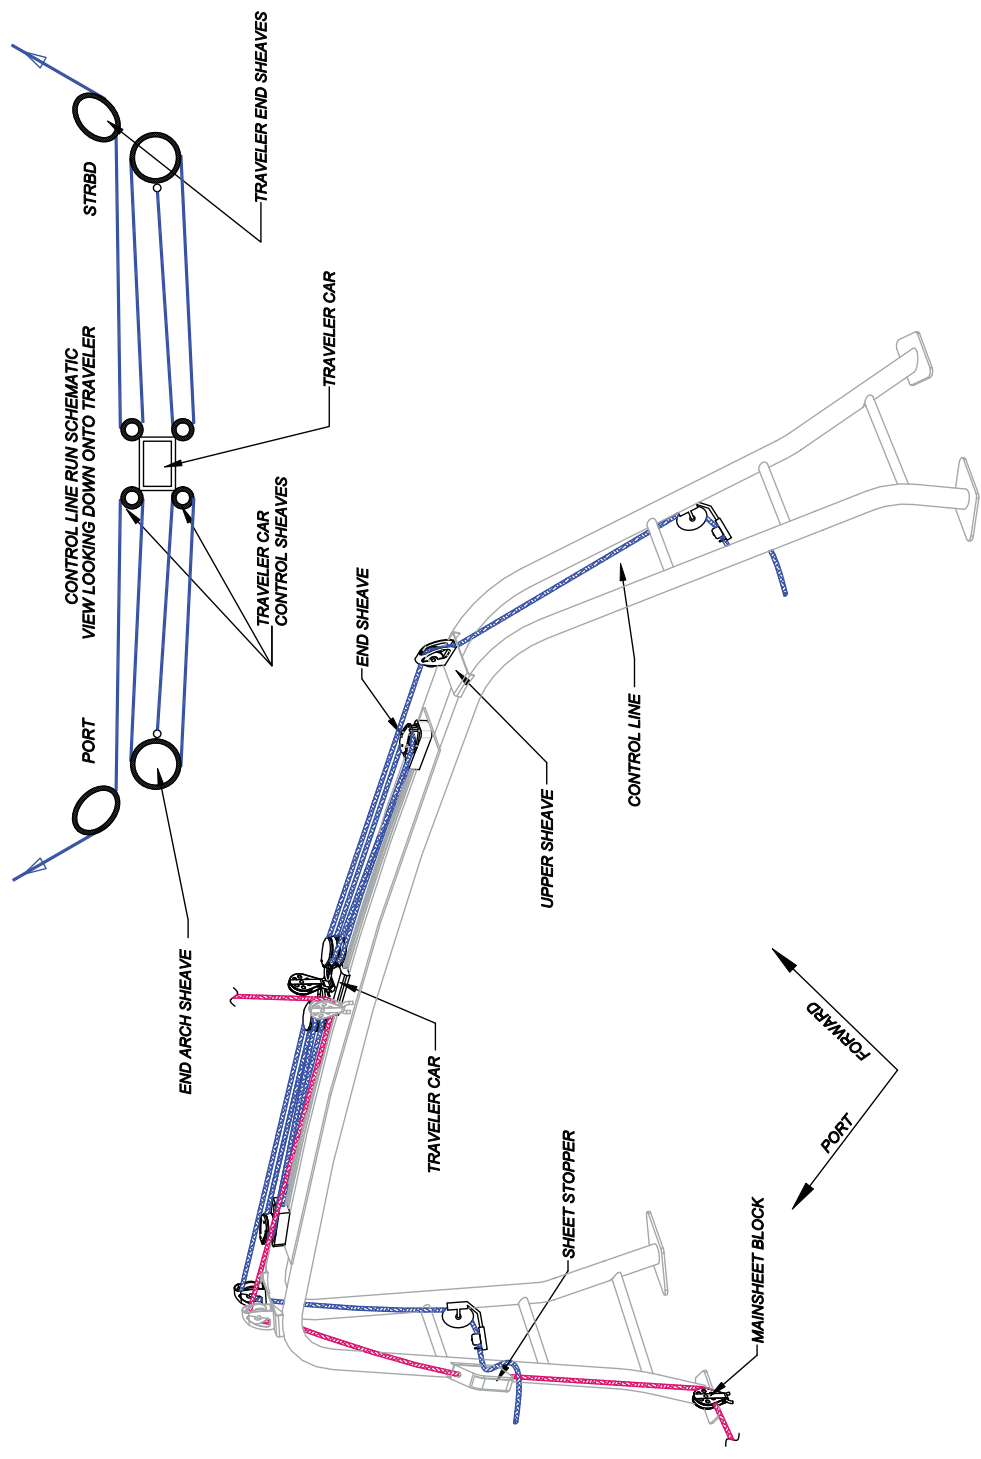 CONTROL LINE RUN SCHEMATIC
VIEW LOOKING DOWN ONTO TRAVELER
PORT
STRBD
END ARCH SHEAVE
TRAVELER CAR
CONTROL SHEAVES
TRAVELER CAR
TRAVELER END SHEAVES
END SHEAVE
TRAVELER CAR
UPPER SHEAVE
SHEET STOPPER
CONTROL LINE
MAINSHEET BLOCK
PORT
FORWARD